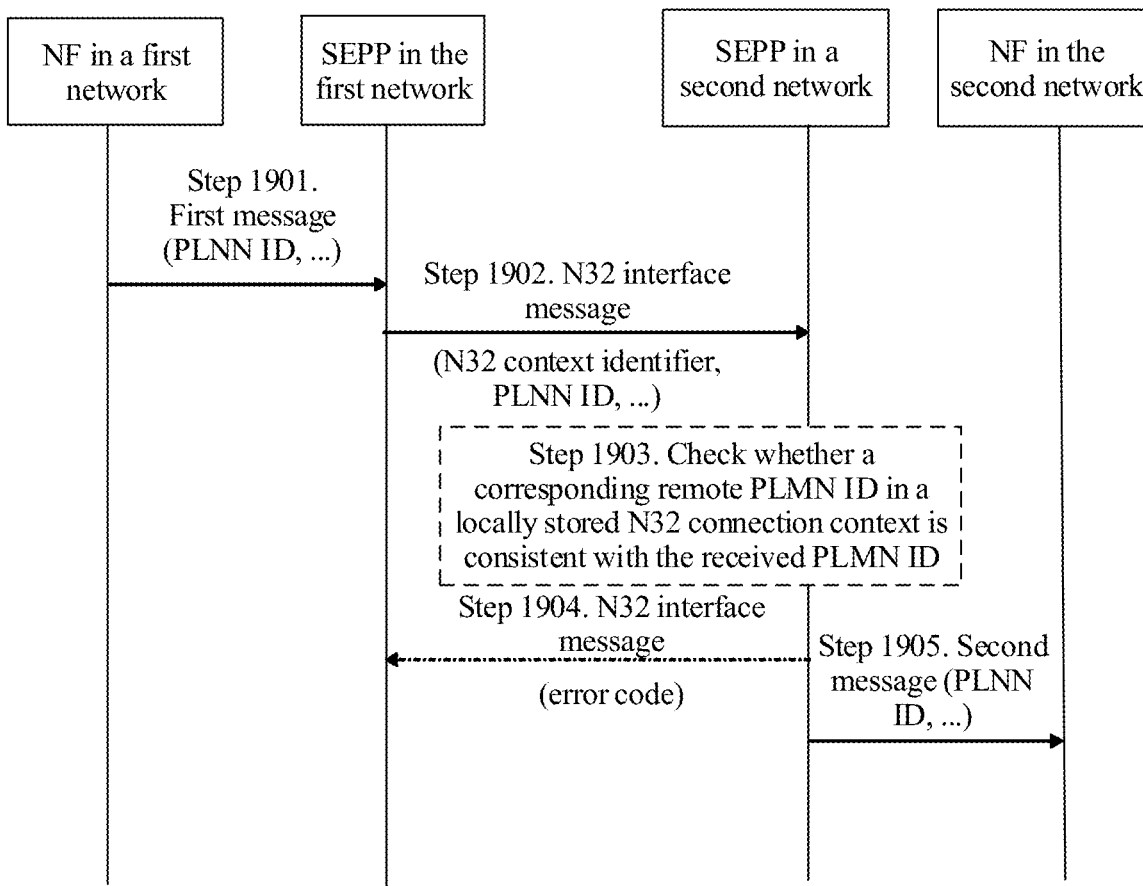 NF in a first
network
SEPP in the
first network
SEPP in a
second network
NF in the
second network
Step 1901.
First message
(PLNN ID, ...)
Step 1902. N32 interface
message
(N32 context identifier,
PLNN ID, ...)
Step 1903. Check whether a
corresponding remote PLMN ID in a
locally stored N32 connection context is
consistent with the received PLMN ID
Step 1904. N32 interface
message
(error code)
Step 1905. Second
message (PLNN
ID, ...)